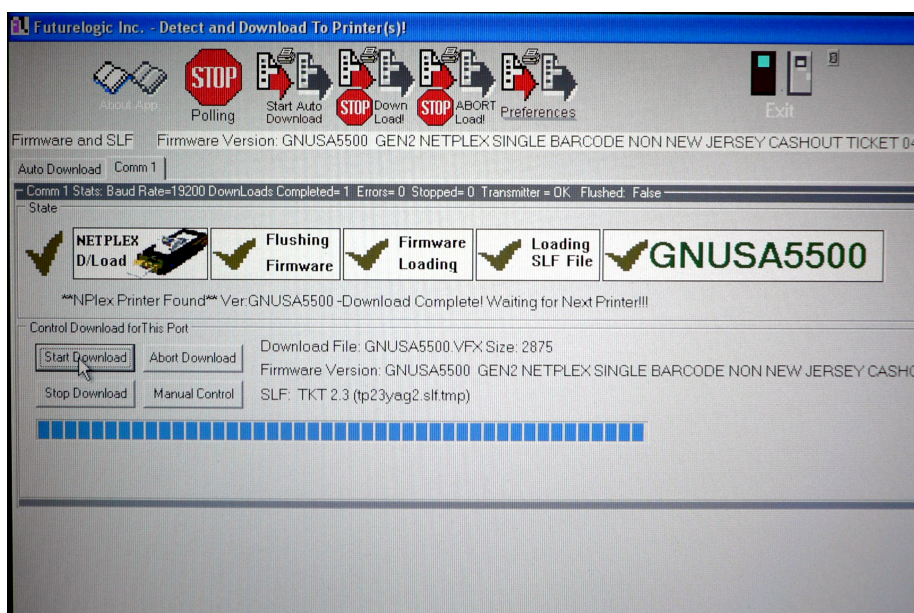 Futurelogic Inc. - Detect and Download To Printer(s)!
About App
STOP
Polling
Start Auto
Download
STOP
Down
Load!
STOP
ABORT
Load!
Preferences
Exit
Firmware and SLF
Firmware Version: GNUSA5500 GEN2 NETPLEX SINGLE BARCODE NON NEW JERSEY CASHOUT TICKET 04
Auto Download
Comm 1
Comm 1 Stats: Baud Rate=19200 DownLoads Completed= 1 Errors= 0 Stopped= 0 Transmitter = OK Flushed: False
State
NETPLEX
D/Load
Flushing
Firmware
Firmware
Loading
Loading
SLF File
GNUSA5500
**NPlex Printer Found** Ver:GNUSA5500 -Download Complete! Waiting for Next Printer!!!
Control Download forThis Port
Start Download
Abort Download
Stop Download
Manual Control
Download File: GNUSA5500.VFX Size: 2875
Firmware Version: GNUSA5500 GEN2 NETPLEX SINGLE BARCODE NON NEW JERSEY CASHO
SLF: TKT 2.3 (tp23yag2.slf.tmp)